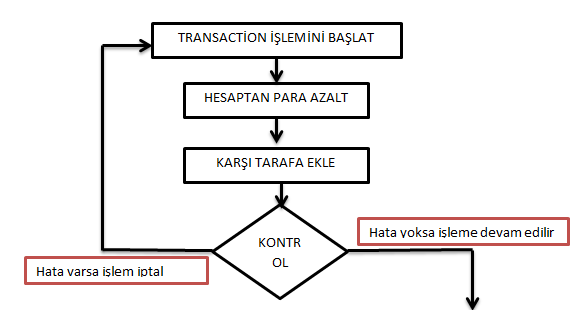 TRANSACTİON İŞLEMİNİ BAŞLAT
HESAPTAN PARA AZALT
KARŞI TARAFA EKLE
KONTR
OL
Hata yoksa işleme devam edilir
Hata varsa işlem iptal